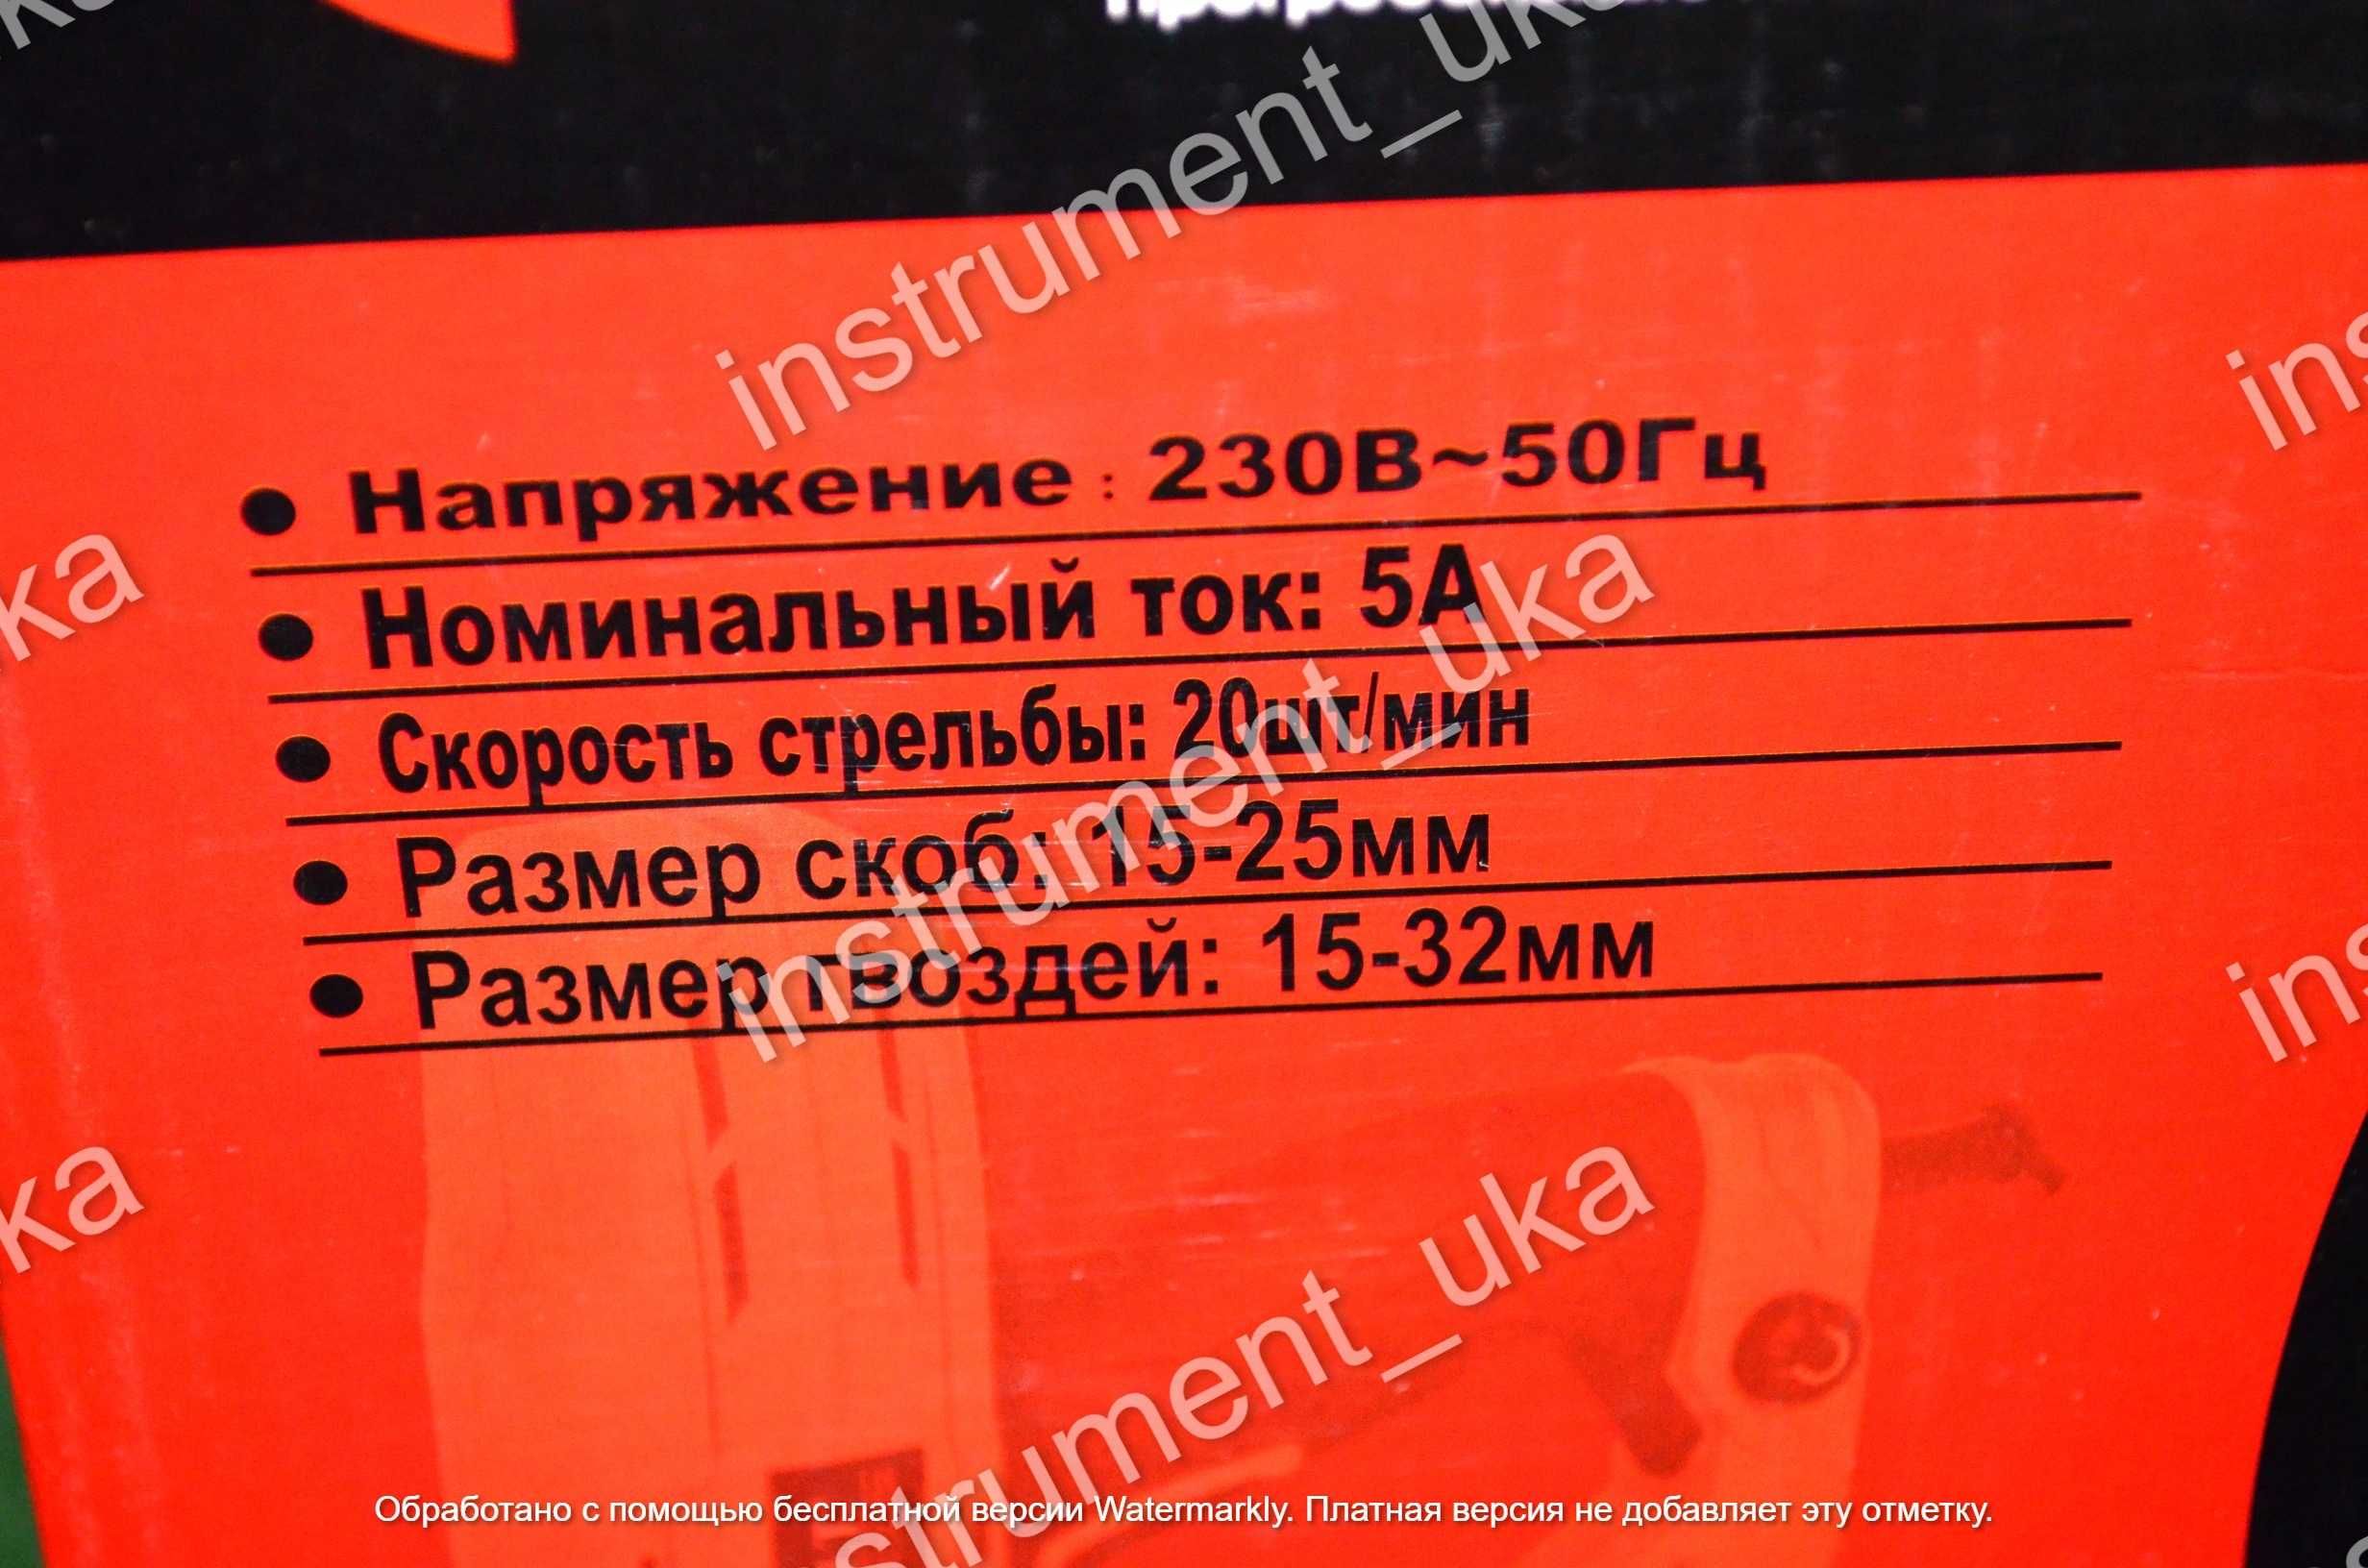 instrument_uka
● Напряжение : 230В~50Гц
● Номинальный ток: 5А
● Скорость стрельбы: 20шт/мин
● Размер скоб: 15-25мм
● Размер гвоздей: 15-32мм
instrument_uka
instrument_uka
Обработано с помощью бесплатной версии Watermarkly. Платная версия не добавляет эту отметку.